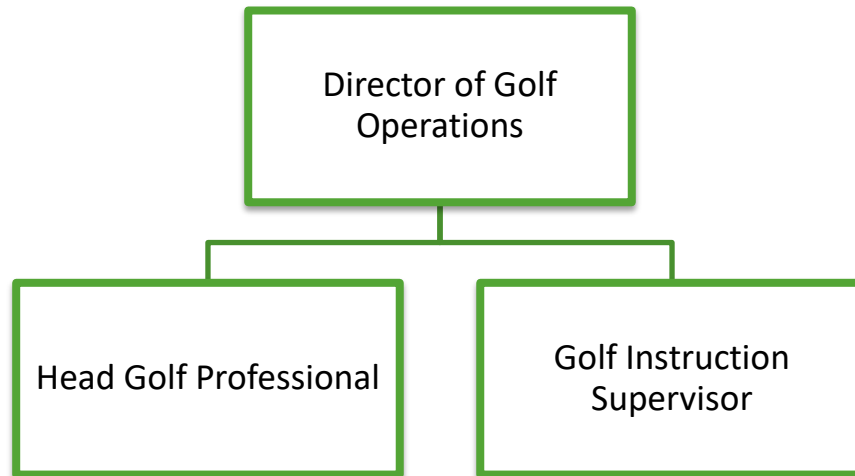 Director of Golf
Operations
Head Golf Professional
Golf Instruction
Supervisor